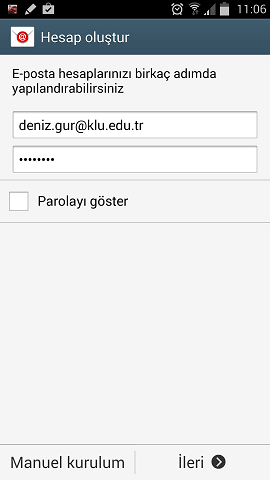 11:06
Hesap oluştur
E-posta hesaplarınızı birkaç adımda
yapılandırabilirsiniz
deniz.gur@klu.edu.tr
••••••••
Parolayı göster
Manuel kurulum
İleri